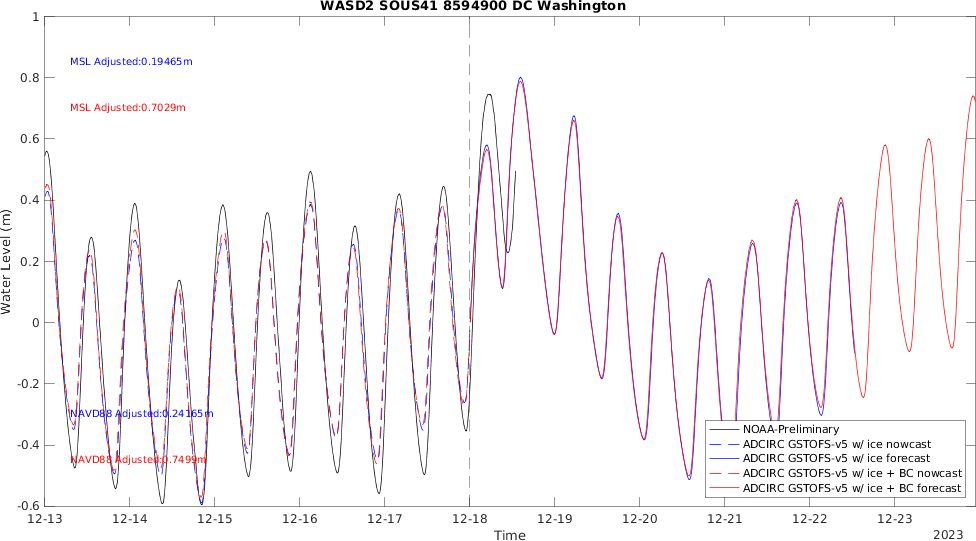 WASD2 SOUS41 8594900 DC Washington
1
0.8
0.6
0.4
0.2
0
-0.2
-0.4
-0.6
Water Level (m)
MSL Adjusted:0.19465m
MSL Adjusted:0.7029m
NAVD88 Adjusted:0.24165m
NAVD88 Adjusted:0.7499m
NOAA-Preliminary
ADCIRC GSTOFS-v5 w/ ice nowcast
ADCIRC GSTOFS-v5 w/ ice forecast
ADCIRC GSTOFS-v5 w/ ice + BC nowcast
ADCIRC GSTOFS-v5 w/ ice + BC forecast
12-13 12-14 12-15 12-16 12-17 12-18 12-19 12-20 12-21 12-22 12-23
Time
2023